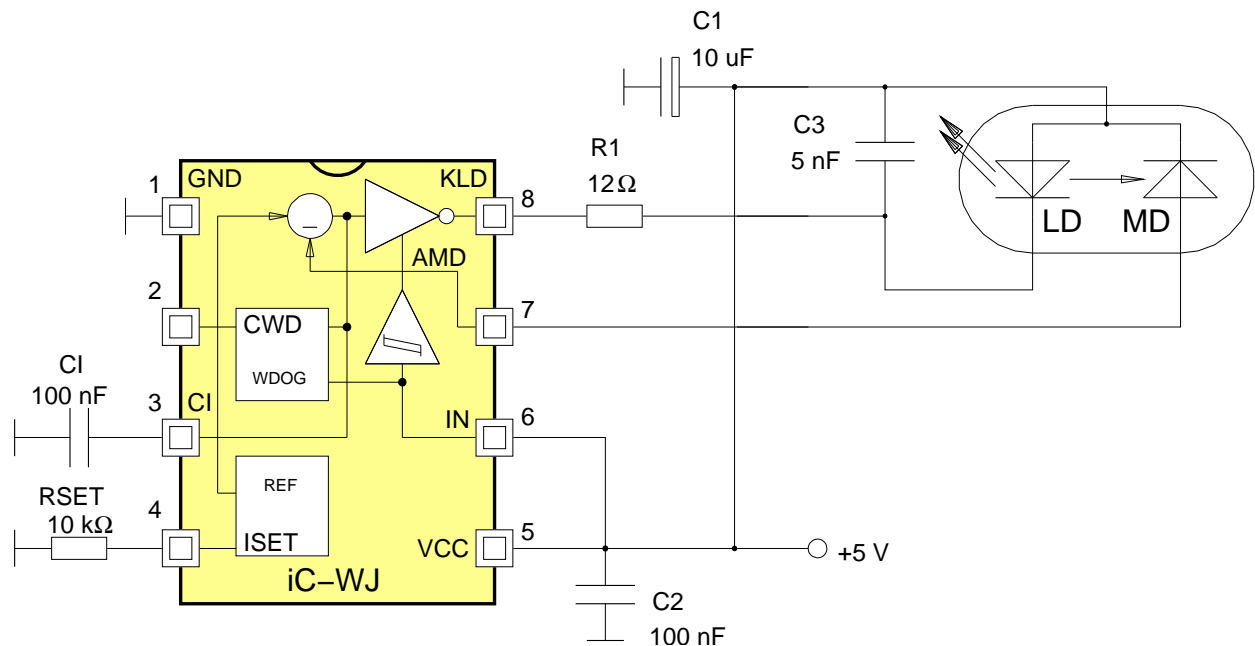 C1
10 uF
C3
5 nF
R1
12Ω
1
GND
KLD
8
LD
MD
AMD
2
7
CWD
WDOG
CI
100 nF
3
CI
IN
6
RSET
10 kΩ
4
REF
ISET
VCC
5
+5 V
iC−WJ
C2
100 nF